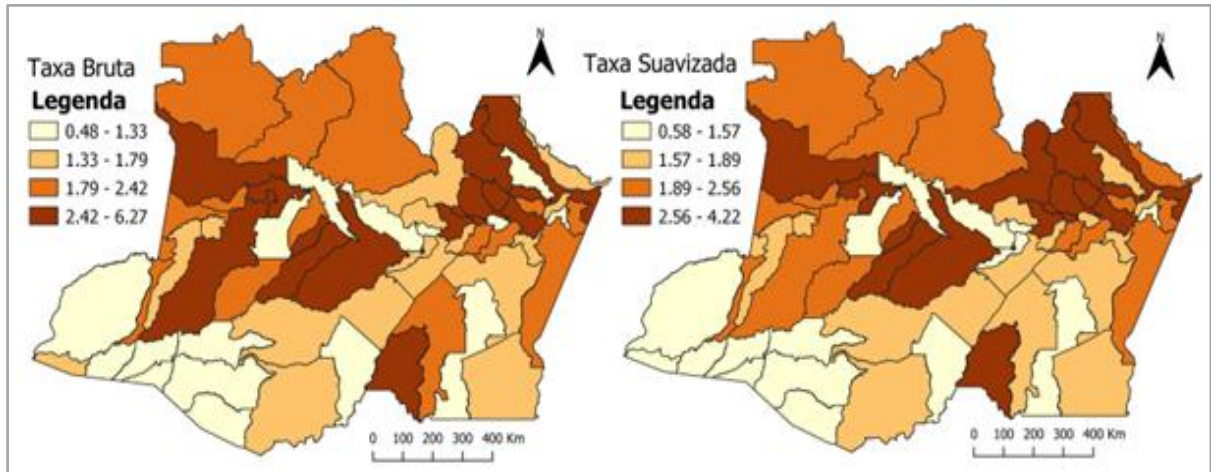 N
Taxa Bruta
Legenda
0.48 - 1.33
1.33 - 1.79
1.79 - 2.42
2.42 - 6.27
0 100 200 300 400 Km
N
Taxa Suavizada
Legenda
0.58 - 1.57
1.57 - 1.89
1.89 - 2.56
2.56 - 4.22
0 100 200 300 400 Km